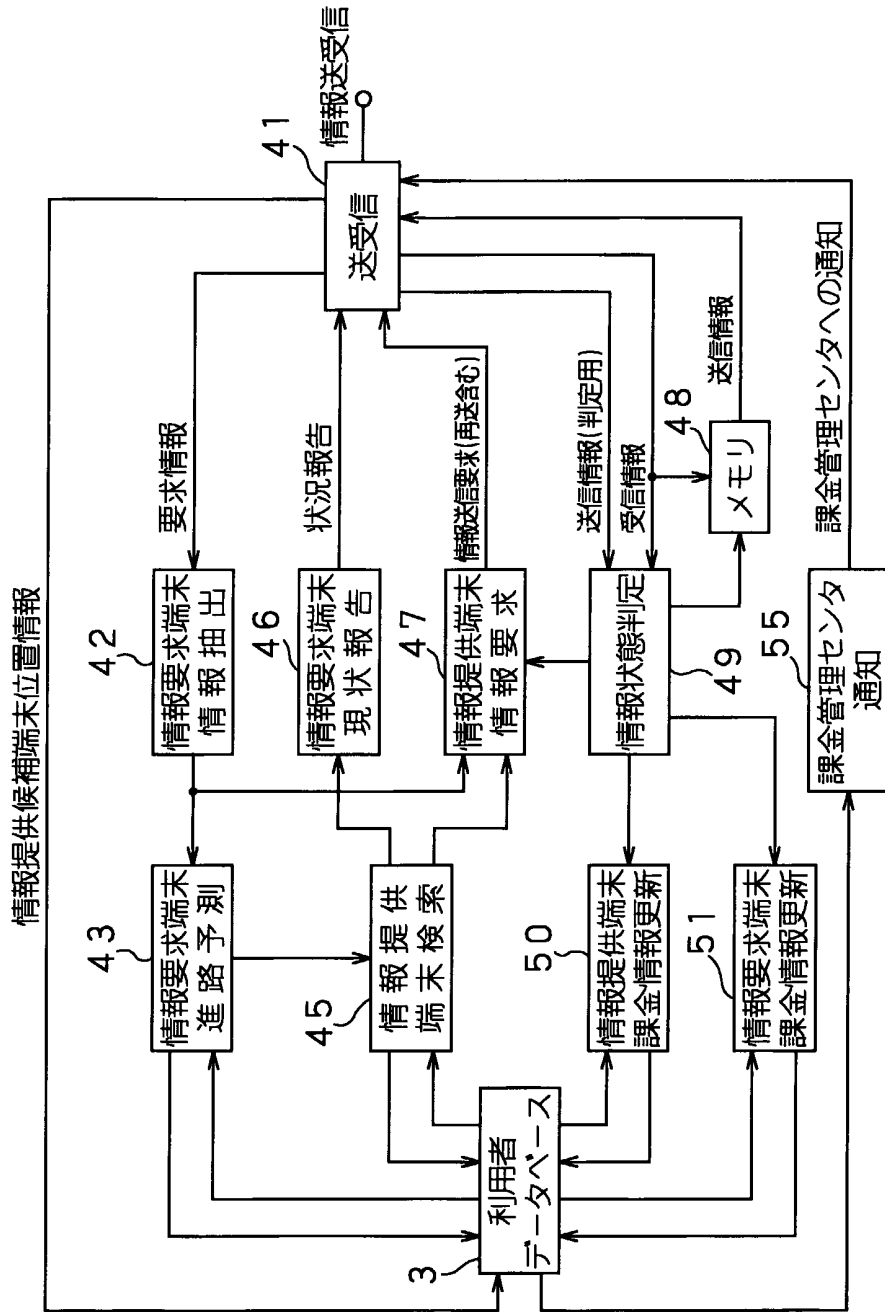 情報提供候補端末位置情報
43
情報要求端末
進路予測
42
情報要求端末
情報抽出
要求情報
41
送受信
情報送受信
45
情報提供
端末検索
46
情報要求端末
現状報告
状況報告
47
情報提供端末
情報要求
情報送信要求(再送含む)
3
利用者
データベース
50
情報提供端末
課金情報更新
49
情報状態判定
送信情報(判定用)
受信情報
48
メモリ
送信情報
51
情報要求端末
課金情報更新
55
課金管理センタ
通知
課金管理センタへの通知